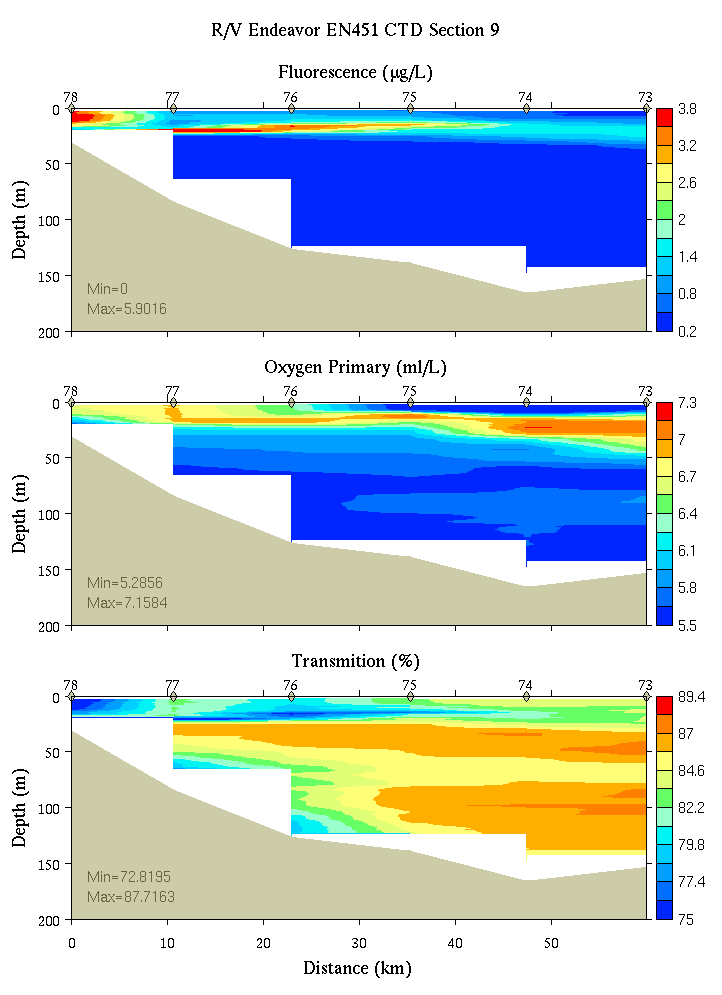 R/V Endeavor EN451 CTD Section 9
Fluorescence (µg/L)
78 77 76 75 74 73
0
50
100
150
200
Depth (m)
Min=0
Max=5.9016
3.8
3.2
2.6
2
1.4
0.8
0.2
Oxygen Primary (ml/L)
78 77 76 75 74 73
0
50
100
150
200
Depth (m)
Min=5.2856
Max=7.1584
7.3
7
6.7
6.4
6.1
5.8
5.5
Transmition (%)
78 77 76 75 74 73
0
50
100
150
200
Depth (m)
Min=72.8195
Max=87.7163
89.4
87
84.6
82.2
79.8
77.4
75
0 10 20 30 40 50
Distance (km)